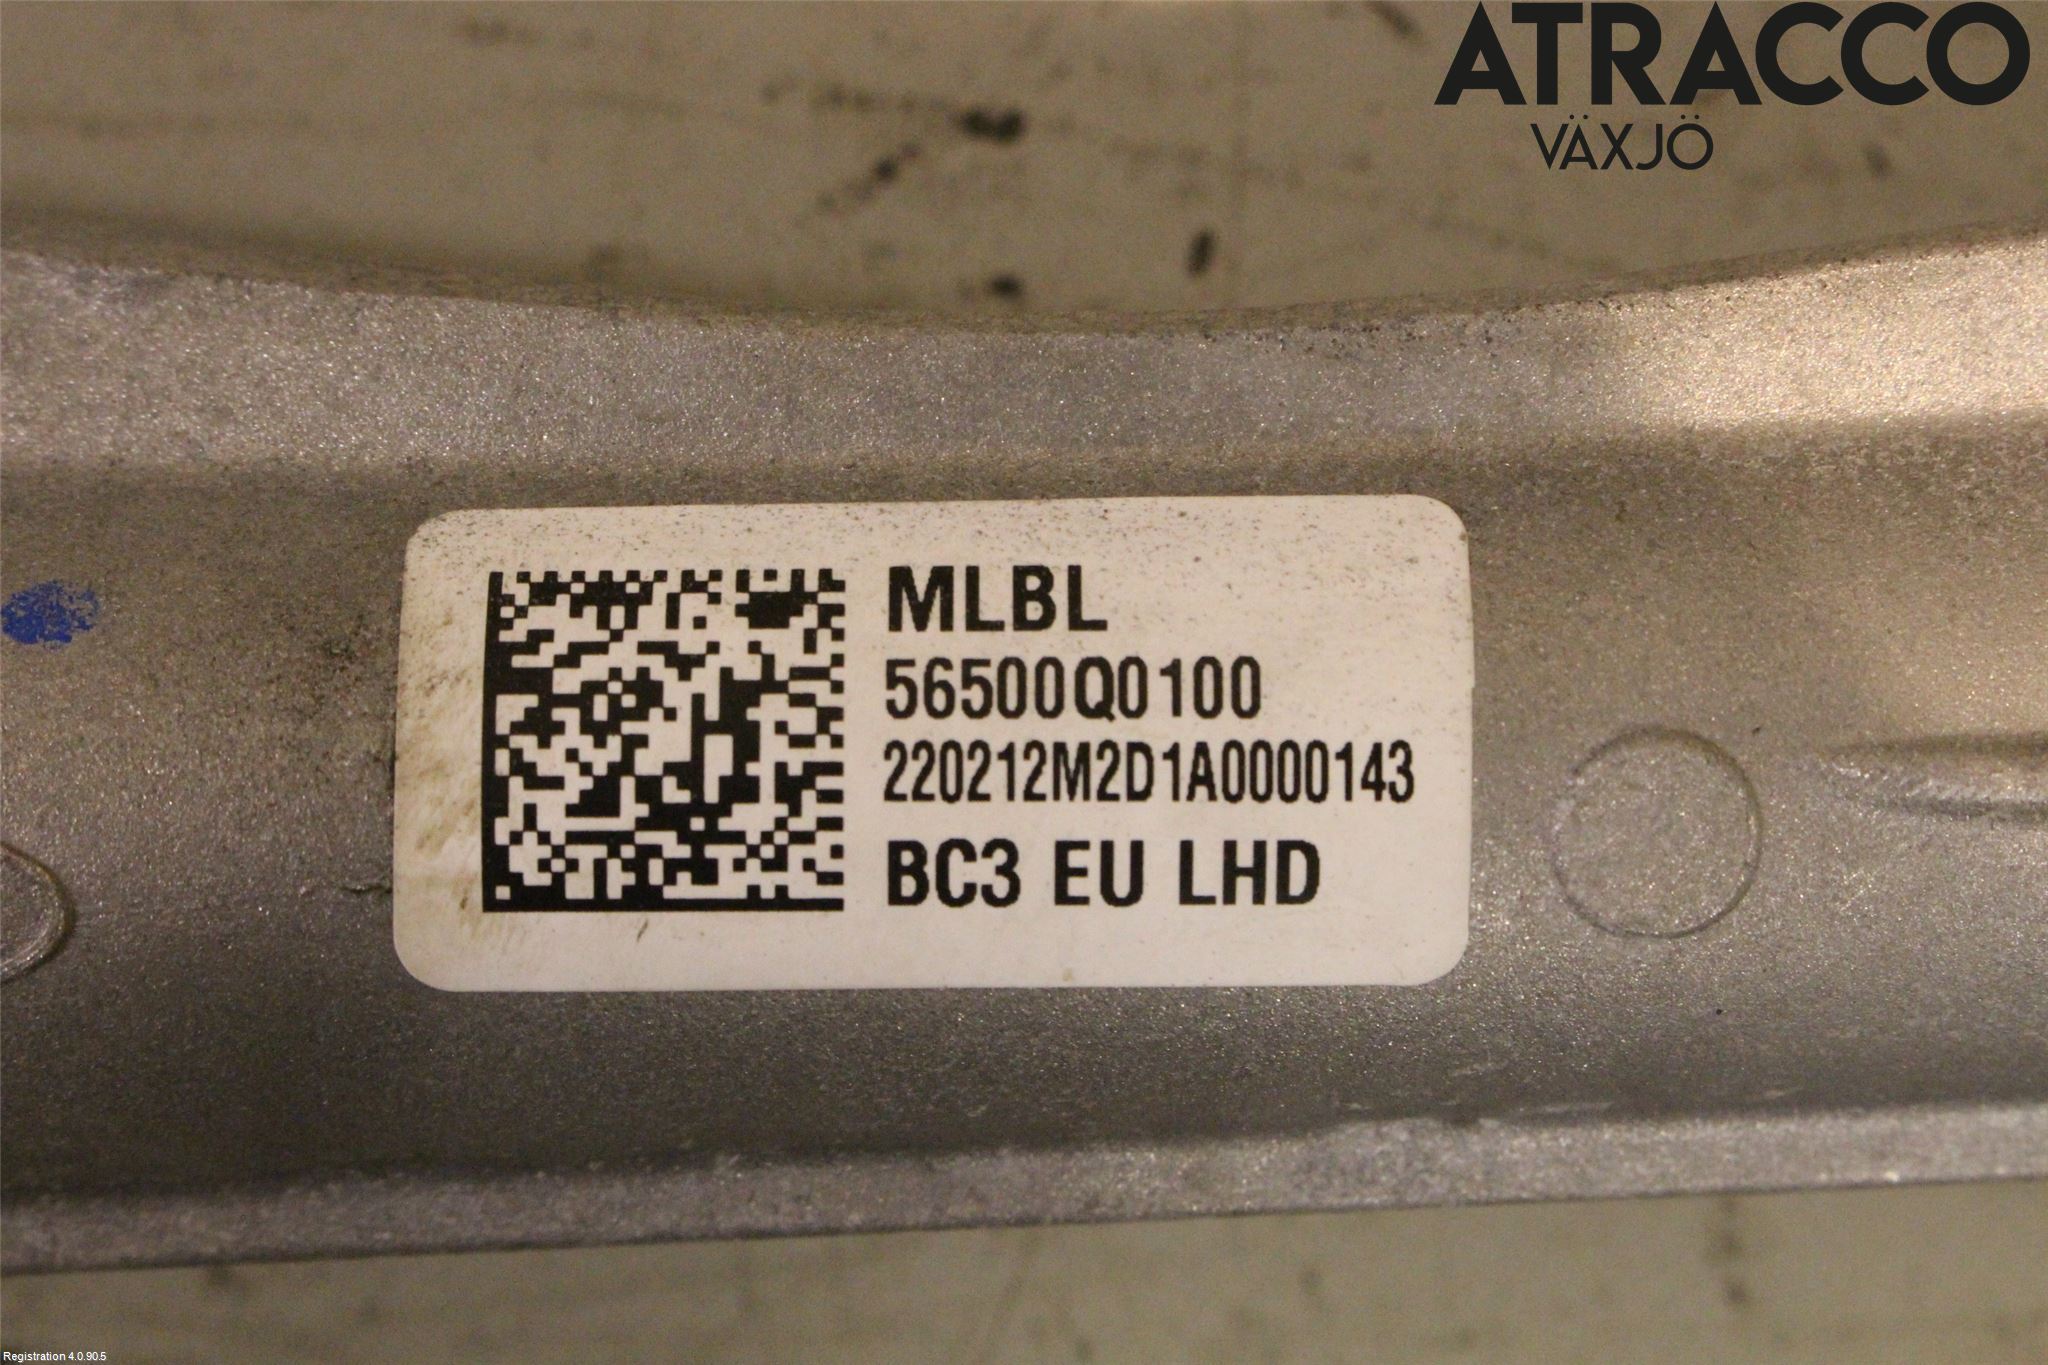 ATRACCO
VÄXJÖ
MLBL
56500Q0100
220212M2D1A0000143
BC3 EU LHD
Registration 4.0.90.5